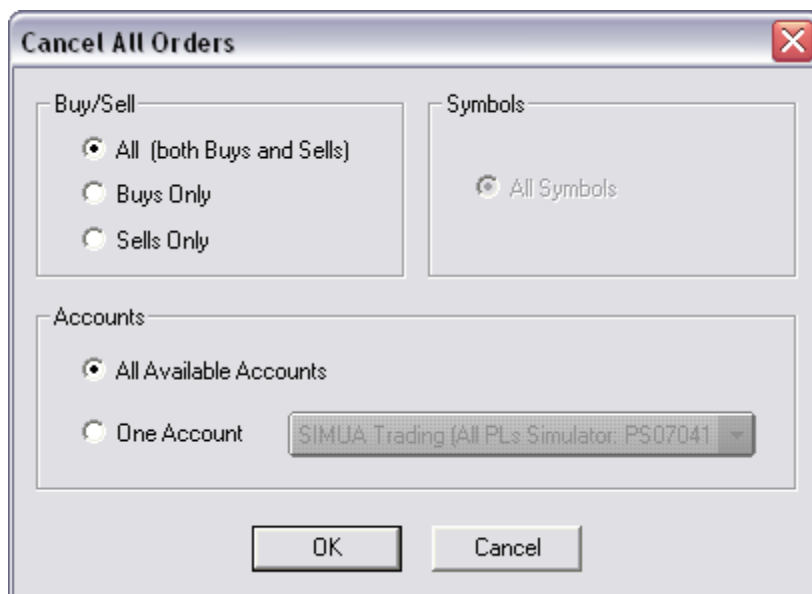 Cancel All Orders
Buy/Sell
All (both Buys and Sells)
Buys Only
Sells Only
Symbols
All Symbols
Accounts
All Available Accounts
One Account
SIMUA Trading (All PLs Simulator: PS07041
OK
Cancel